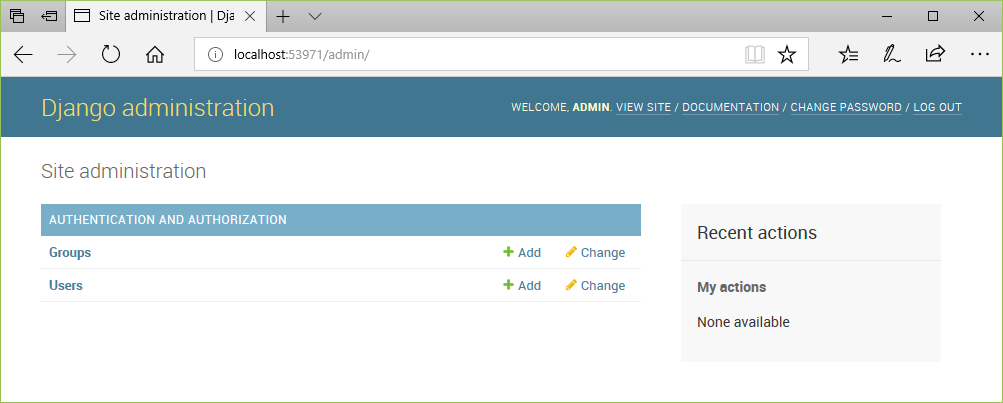 Site administration | Dja
localhost:53971/admin/
Django administration
WELCOME, ADMIN. VIEW SITE / DOCUMENTATION / CHANGE PASSWORD / LOG OUT
Site administration
AUTHENTICATION AND AUTHORIZATION
Groups Add Change
Users Add Change
Recent actions
My actions
None available